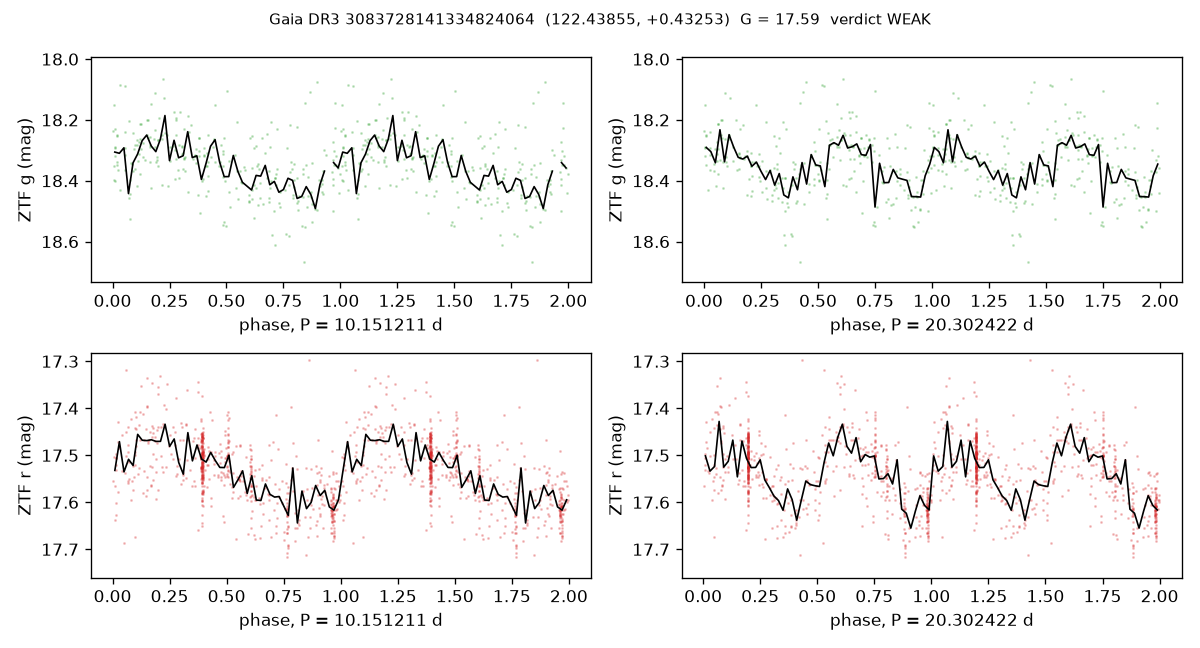 Gaia DR3 3083728141334824064  (122.43855, +0.43253)  G = 17.59  verdict WEAK
18.0
18.2
18.4
18.6
ZTF g (mag)
0.00 0.25 0.50 0.75 1.00 1.25 1.50 1.75 2.00
phase, P = 10.151211 d
18.0
18.2
18.4
18.6
ZTF g (mag)
0.00 0.25 0.50 0.75 1.00 1.25 1.50 1.75 2.00
phase, P = 20.302422 d
17.3
17.4
17.5
17.6
17.7
ZTF r (mag)
0.00 0.25 0.50 0.75 1.00 1.25 1.50 1.75 2.00
phase, P = 10.151211 d
17.3
17.4
17.5
17.6
17.7
ZTF r (mag)
0.00 0.25 0.50 0.75 1.00 1.25 1.50 1.75 2.00
phase, P = 20.302422 d